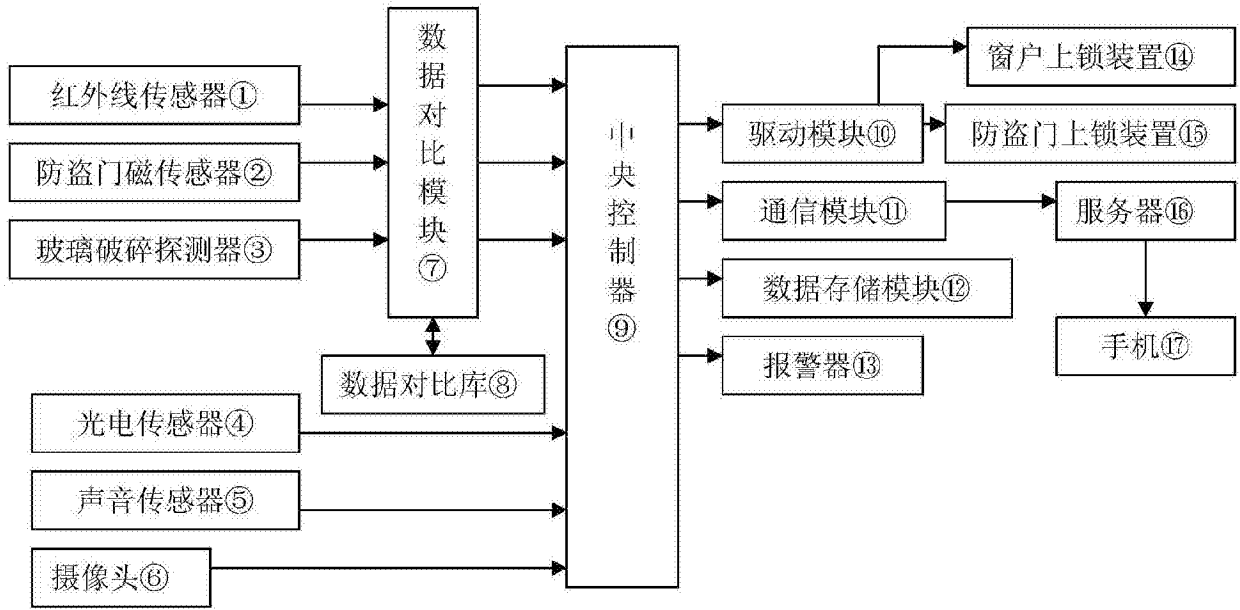 红外线传感器①
防盗门磁传感器②
玻璃破碎探测器③
数据对比模块⑦
数据对比库⑧
光电传感器④
声音传感器⑤
摄像头⑥
中央控制器⑨
驱动模块⑩
通信模块⑪
数据存储模块⑫
报警器⑬
窗户上锁装置⑭
防盗门上锁装置⑮
服务器⑯
手机⑰